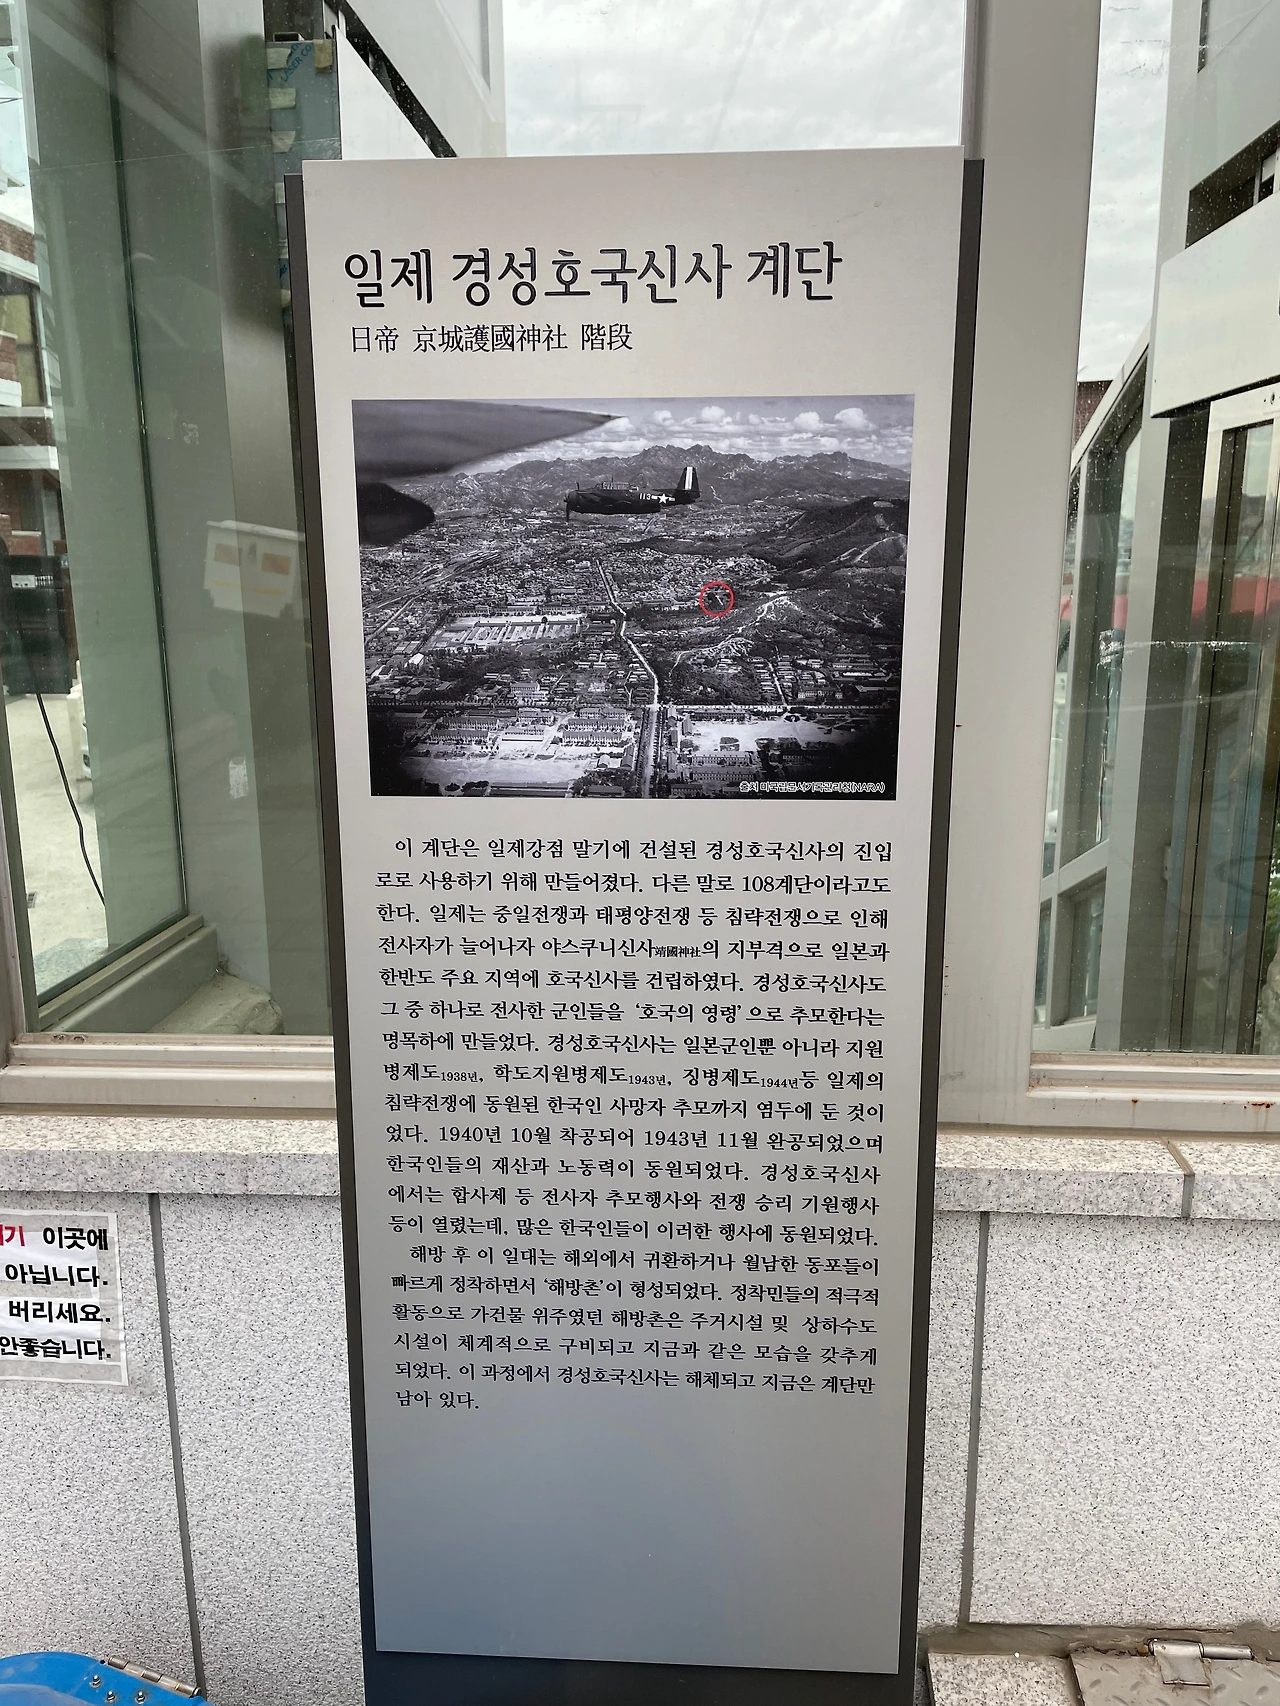 일제 경성호국신사 계단
日帝 京城護國神社 階段
113
출처 미국립문서기록관리청(NARA)
이 계단은 일제강점 말기에 건설된 경성호국신사의 진입
로로 사용하기 위해 만들어졌다. 다른 말로 108계단이라고도
한다. 일제는 중일전쟁과 태평양전쟁 등 침략전쟁으로 인해
전사자가 늘어나자 야스쿠니신사靖國神社의 지부격으로 일본과
한반도 주요 지역에 호국신사를 건립하였다. 경성호국신사도
그 중 하나로 전사한 군인들을 ‘호국의 영령’으로 추모한다는
명목하에 만들었다. 경성호국신사는 일본군인뿐 아니라 지원
병제도1938년, 학도지원병제도1943년, 징병제도1944년등 일제의
침략전쟁에 동원된 한국인 사망자 추모까지 염두에 둔 것이
었다. 1940년 10월 착공되어 1943년 11월 완공되었으며
한국인들의 재산과 노동력이 동원되었다. 경성호국신사
에서는 합사제 등 전사자 추모행사와 전쟁 승리 기원행사
등이 열렸는데, 많은 한국인들이 이러한 행사에 동원되었다.
해방 후 이 일대는 해외에서 귀환하거나 월남한 동포들이
빠르게 정착하면서 ‘해방촌’이 형성되었다. 정착민들의 적극적
활동으로 가건물 위주였던 해방촌은 주거시설 및 상하수도
시설이 체계적으로 구비되고 지금과 같은 모습을 갖추게
되었다. 이 과정에서 경성호국신사는 해체되고 지금은 계단만
남아 있다.
이곳에
아닙니다.
버리세요.
안좋습니다.